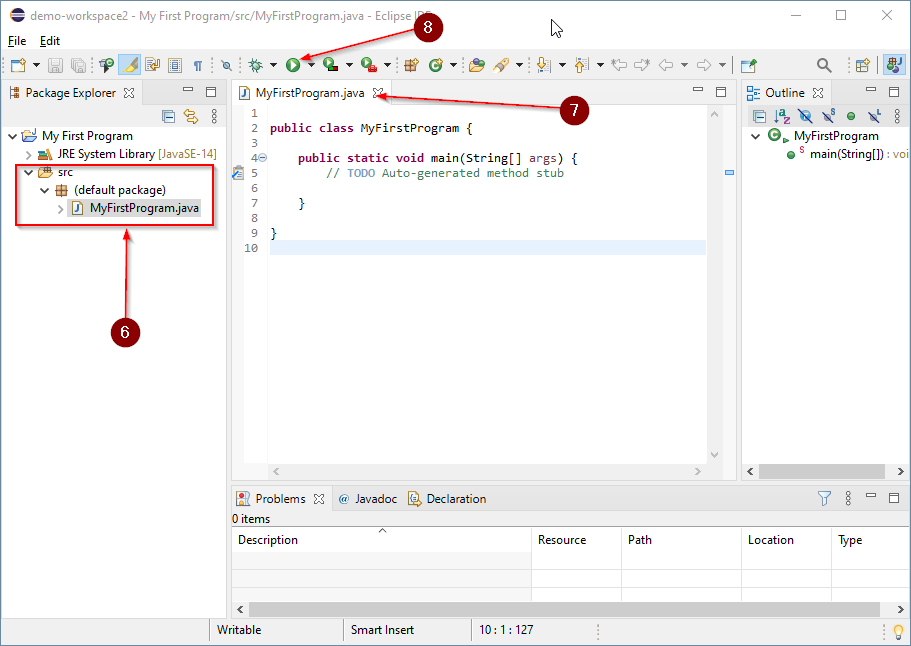 demo-workspace2 - My First Program/src/MyFirstProgram.java - Eclipse IDE
8
File Edit
Package Explorer
MyFirstProgram.java
7
Outline
My First Program
JRE System Library [JavaSE-14]
src
(default package)
MyFirstProgram.java
6
1
2 public class MyFirstProgram {
3
4 public static void main(String[] args) {
5 // TODO Auto-generated method stub
6
7 }
8
9 }
10
MyFirstProgram
main(String[]) : voi
Problems Javadoc Declaration
0 items
Description Resource Path Location Type
Writable Smart Insert 10 : 1 : 127